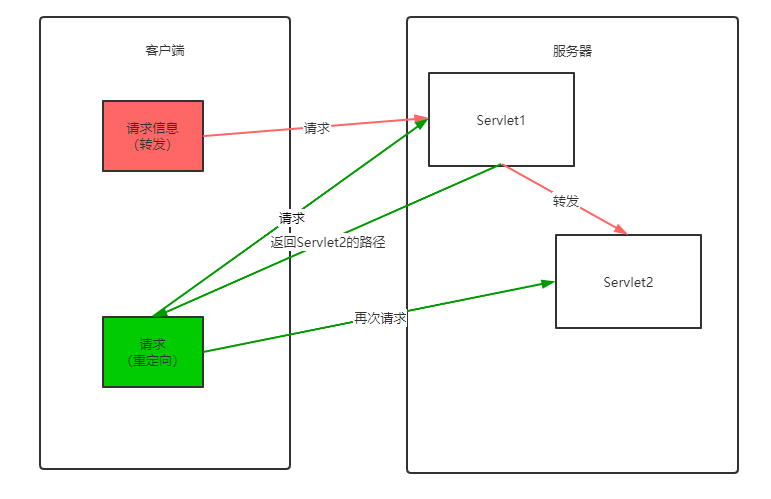 客户端
服务器
请求信息
（转发）
请求
Servlet1
请求
转发
返回Servlet2的路径
Servlet2
再次请求
请求
（重定向）